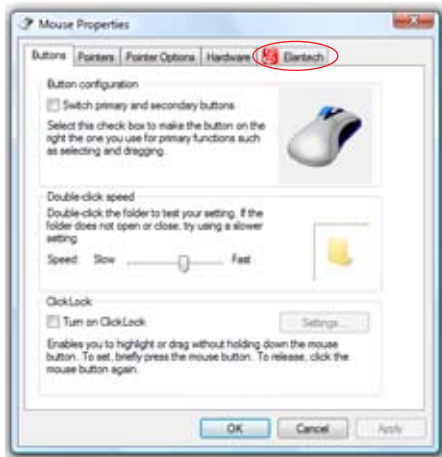 Mouse Properties
Buttons Pointers Pointer Options Hardware Elantech
Button configuration
Switch primary and secondary buttons
Select this check box to make the button on the
right the one you use for primary functions such
as selecting and dragging.
Double-click speed
Double-click the folder to test your setting. If the
folder does not open or close, try using a slower
setting.
Speed: Slow Fast
ClickLock
Turn on ClickLock
Settings...
Enables you to highlight or drag without holding down the mouse
button. To set, briefly press the mouse button. To release, click the
mouse button again.
OK Cancel Apply